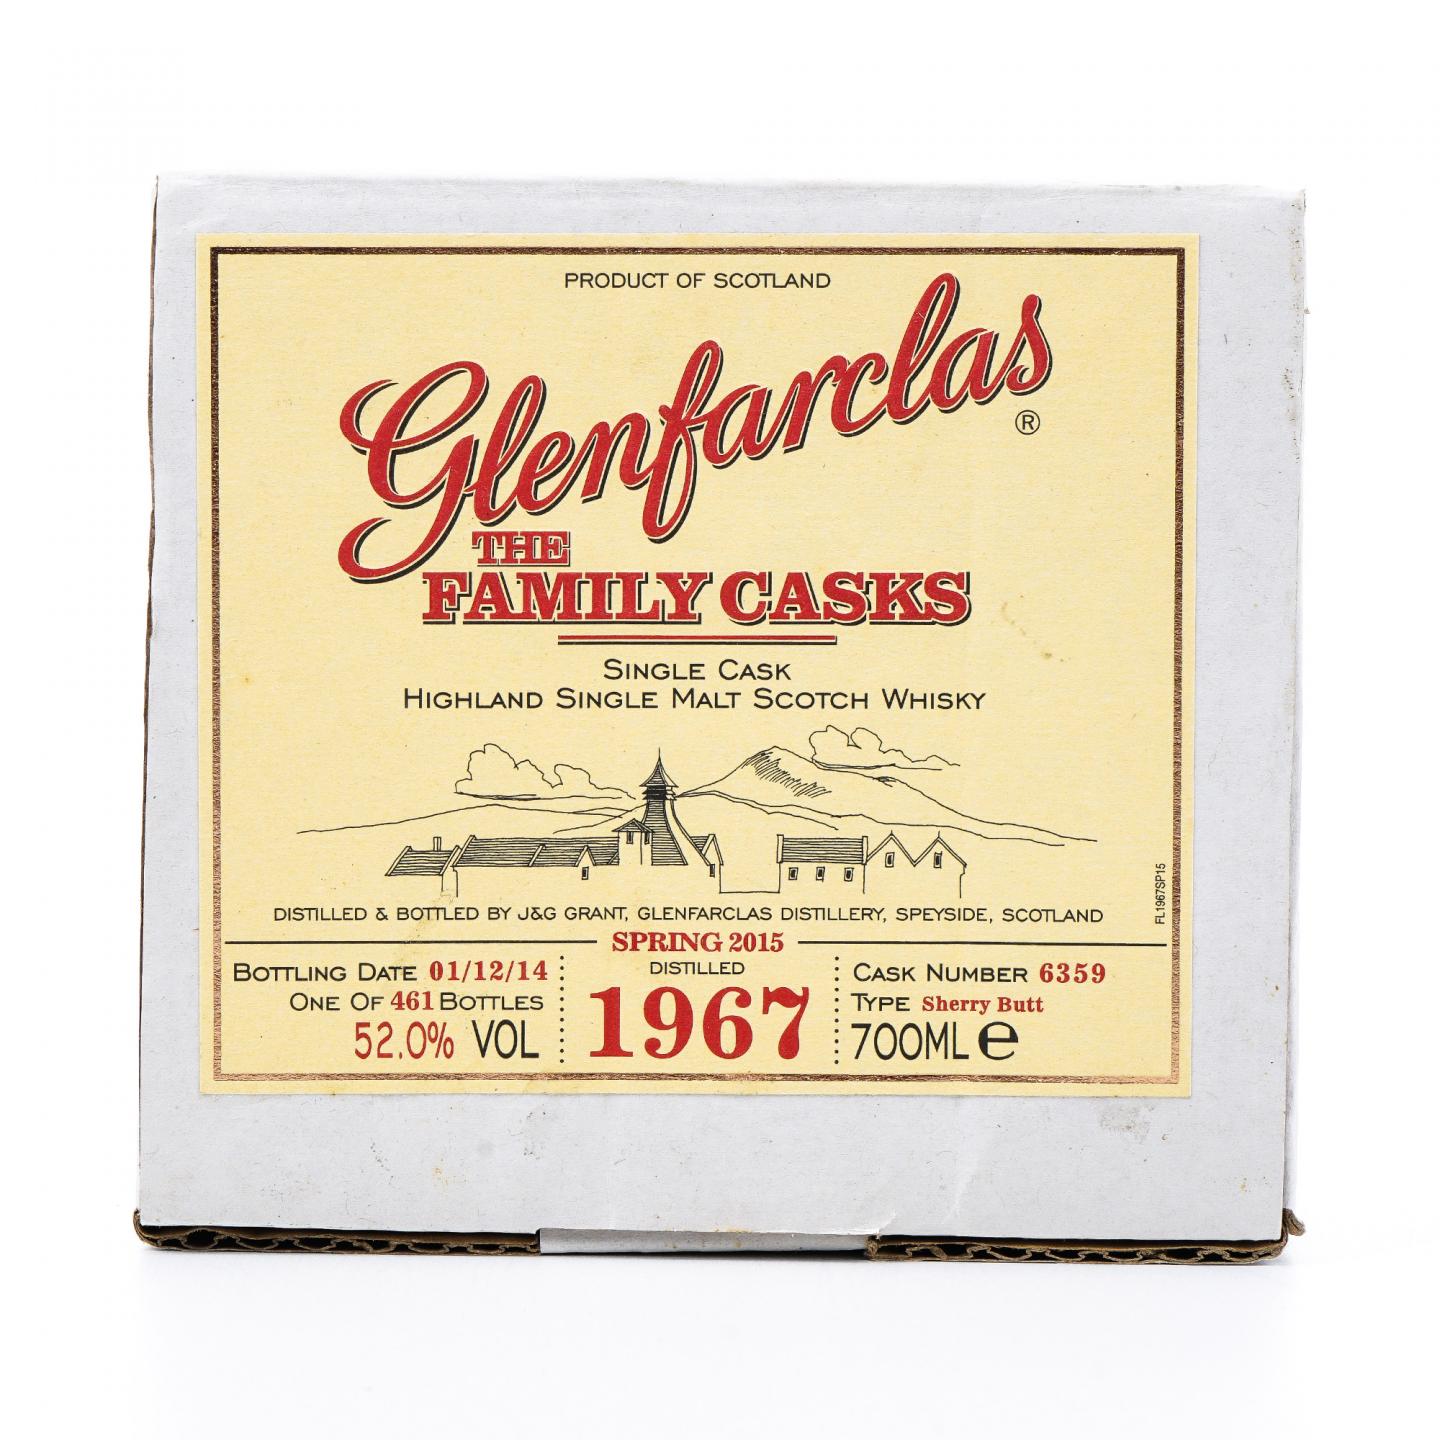 PRODUCT OF SCOTLAND
Glenfarclas ®
THE
FAMILY CASKS
SINGLE CASK
HIGHLAND SINGLE MALT SCOTCH WHISKY
FL1967SP15
DISTILLED & BOTTLED BY J&G GRANT, GLENFARCLAS DISTILLERY, SPEYSIDE, SCOTLAND
SPRING 2015
BOTTLING DATE 01/12/14
ONE OF 461 BOTTLES
52.0% VOL
DISTILLED
1967
CASK NUMBER 6359
TYPE Sherry Butt
700ML e